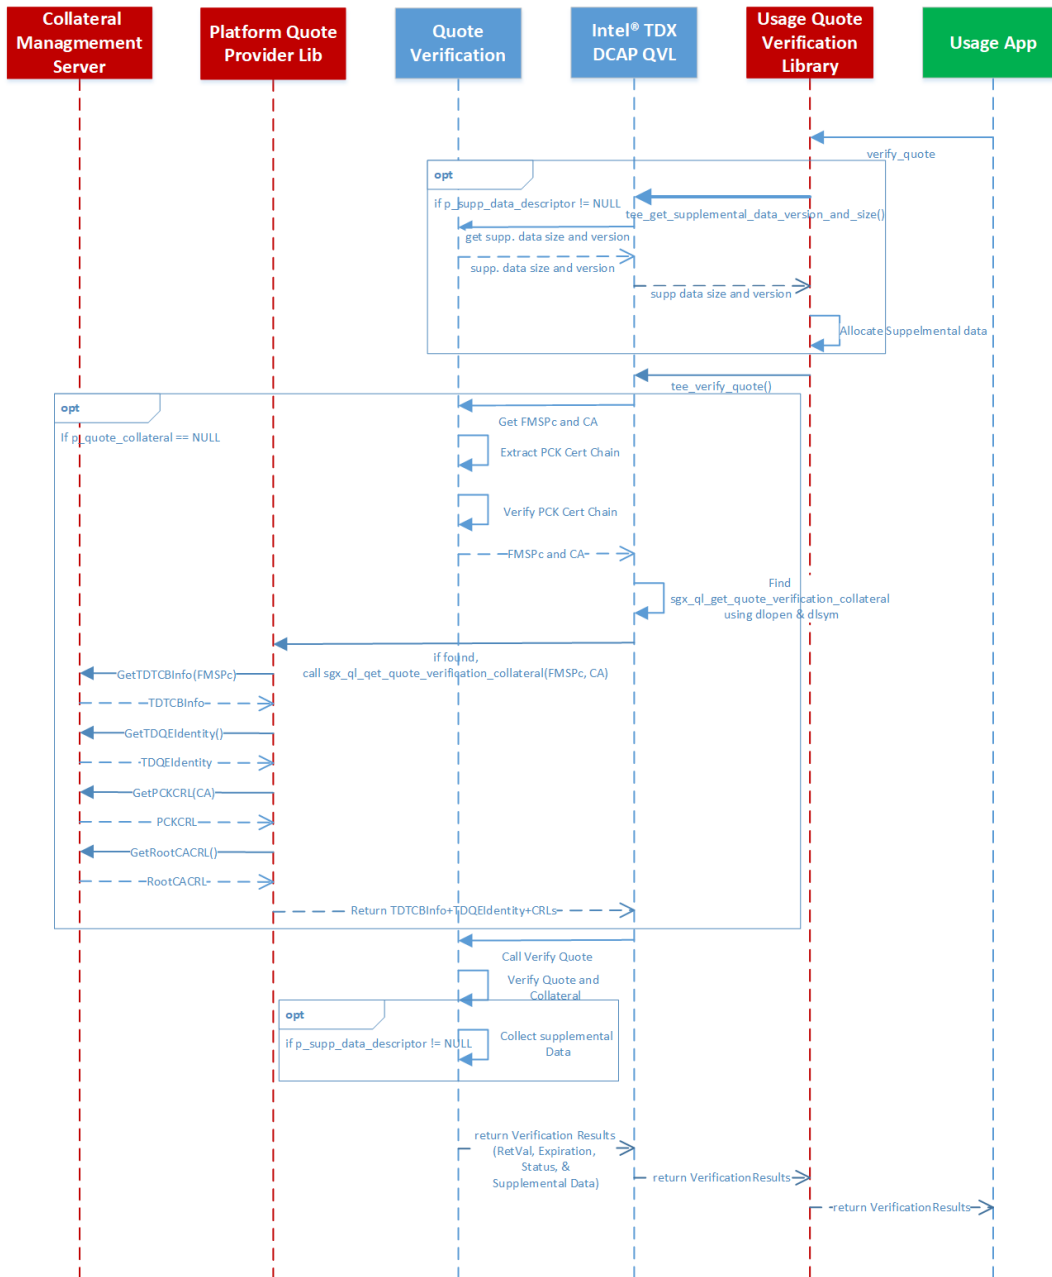 Collateral
Managmement
Server
Platform Quote
Provider Lib
Quote
Verification
Intel® TDX
DCAP QVL
Usage Quote
Verification
Library
Usage App
verify_quote
opt
if p_supp_data_descriptor != NULL
tee_get_supplemental_data_version_and_size()
get supp. data size and version
supp. data size and version
supp data size and version
Allocate Suppelmental data
tee_verify_quote()
opt
If p_quote_collateral == NULL
Get FMSPc and CA
Extract PCK Cert Chain
Verify PCK Cert Chain
FMSPc and CA
Find
sgx_ql_get_quote_verification_collateral
using dlopen & dlsym
if found,
call sgx_ql_qet_quote_verification_collateral(FMSPc, CA)
GetTDTCBInfo(FMSPc)
TDTCBInfo
GetTDQEIdentity()
TDQEIdentity
GetPCKCRL(CA)
PCKCRL
GetRootCACRL()
RootCACRL
Return TDTCBInfo+TDQEIdentity+CRLs
Call Verify Quote
Verify Quote and
Collateral
opt
if p_supp_data_descriptor != NULL
Collect supplemental
Data
return Verification Results
(RetVal, Expiration,
Status, &
Supplemental Data)
return VerificationResults
return VerificationResults